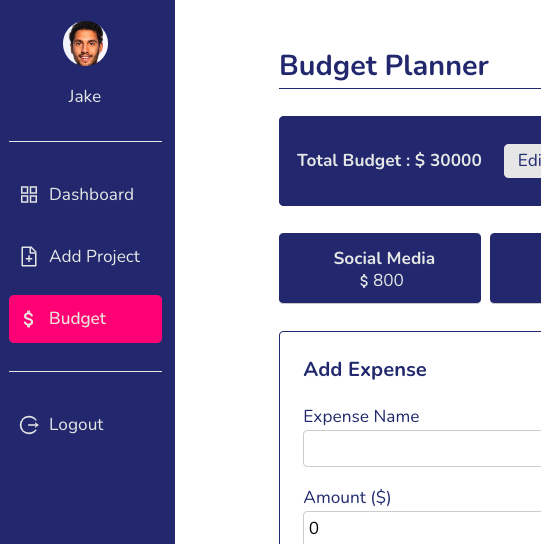 Jake
Dashboard
Add Project
$ Budget
Logout
Budget Planner
Total Budget : $ 30000
Edi
Social Media
$ 800
Add Expense
Expense Name
Amount ($)
0